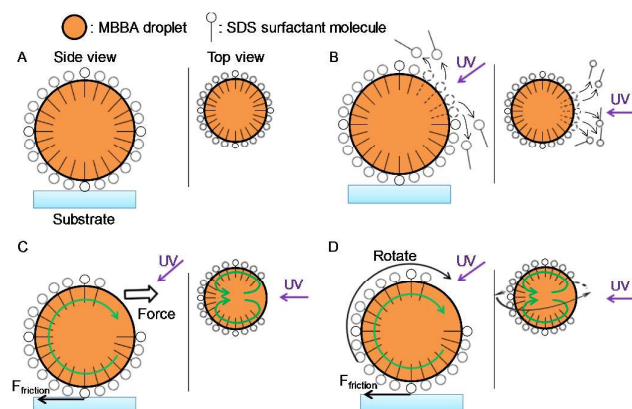 : MBBA droplet : SDS surfactant molecule
A Side view Top view
Substrate
B UV UV
C UV UV
Force
Ffriction
D Rotate UV UV
Ffriction